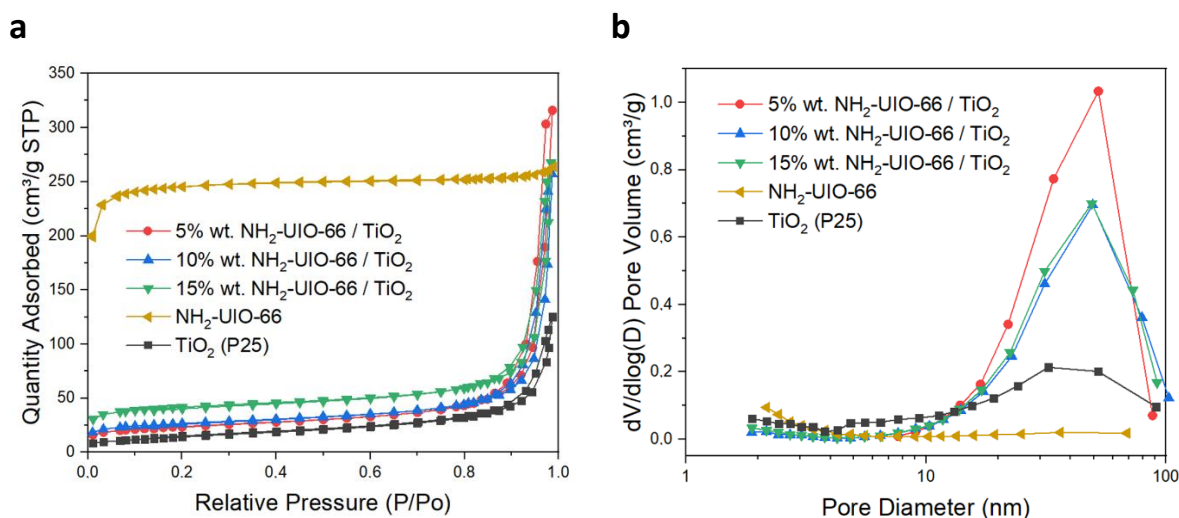 a
350
300
250
200
150
100
50
0
0.0
0.2
0.4
0.6
0.8
1.0
Quantity Adsorbed (cm³/g STP)
Relative Pressure (P/Po)
5% wt. NH₂-UIO-66 / TiO₂
10% wt. NH₂-UIO-66 / TiO₂
15% wt. NH₂-UIO-66 / TiO₂
NH₂-UIO-66
TiO₂ (P25)
b
1.0
0.8
0.6
0.4
0.2
0.0
1
10
100
dV/dlog(D) Pore Volume (cm³/g)
Pore Diameter (nm)
5% wt. NH₂-UIO-66 / TiO₂
10% wt. NH₂-UIO-66 / TiO₂
15% wt. NH₂-UIO-66 / TiO₂
NH₂-UIO-66
TiO₂ (P25)